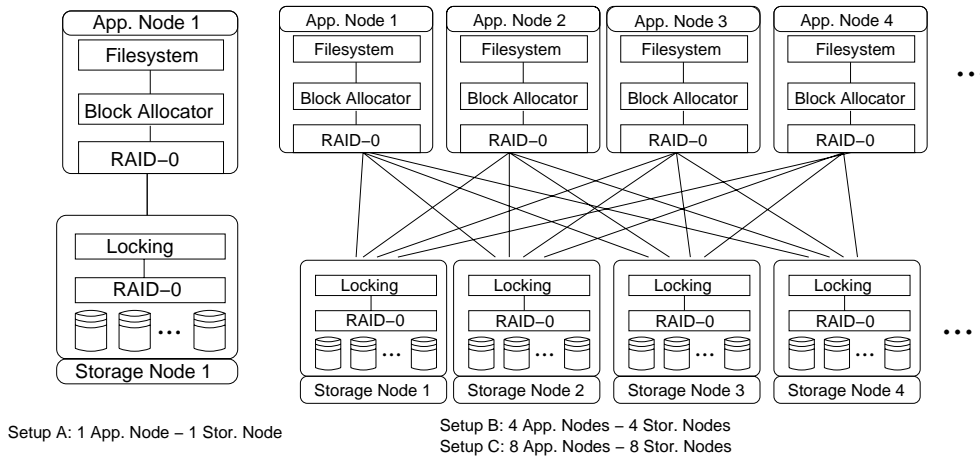 App. Node 1
Filesystem
Block Allocator
RAID−0
Locking
RAID−0
...
Storage Node 1
Setup A: 1 App. Node − 1 Stor. Node
App. Node 1
Filesystem
Block Allocator
RAID−0
App. Node 2
Filesystem
Block Allocator
RAID−0
App. Node 3
Filesystem
Block Allocator
RAID−0
App. Node 4
Filesystem
Block Allocator
RAID−0
..
Locking
RAID−0
...
Storage Node 1
Locking
RAID−0
...
Storage Node 2
Locking
RAID−0
...
Storage Node 3
Locking
RAID−0
...
Storage Node 4
...
Setup B: 4 App. Nodes − 4 Stor. Nodes
Setup C: 8 App. Nodes − 8 Stor. Nodes